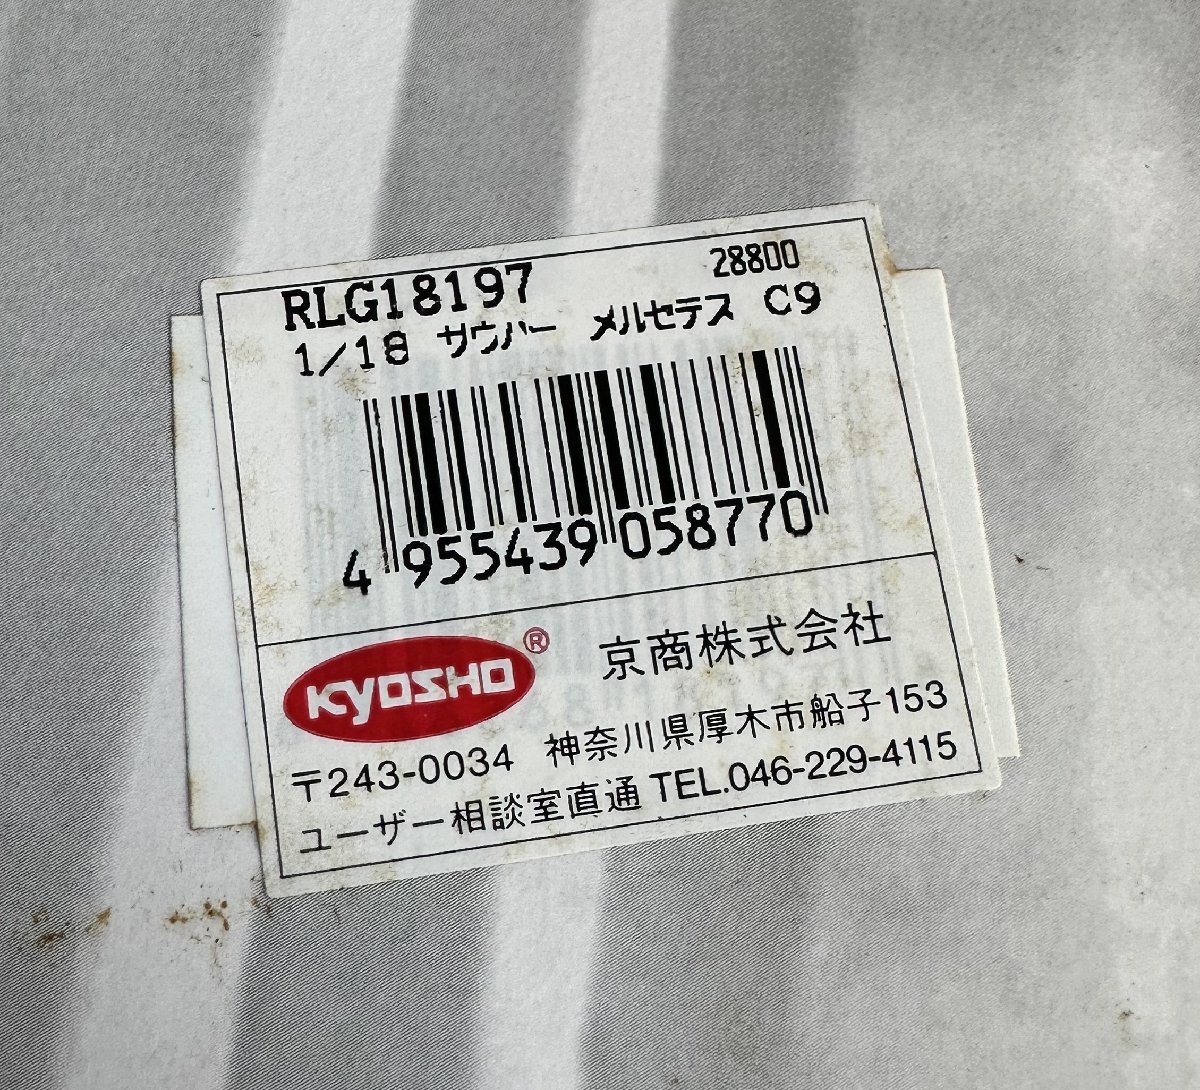 28800
RLG18197
1/18 サウバー メルセデス C9
4 955439 058770
KYOSHO® 京商株式会社
〒243-0034 神奈川県厚木市船子153
ユーザー相談室直通 TEL.046-229-4115